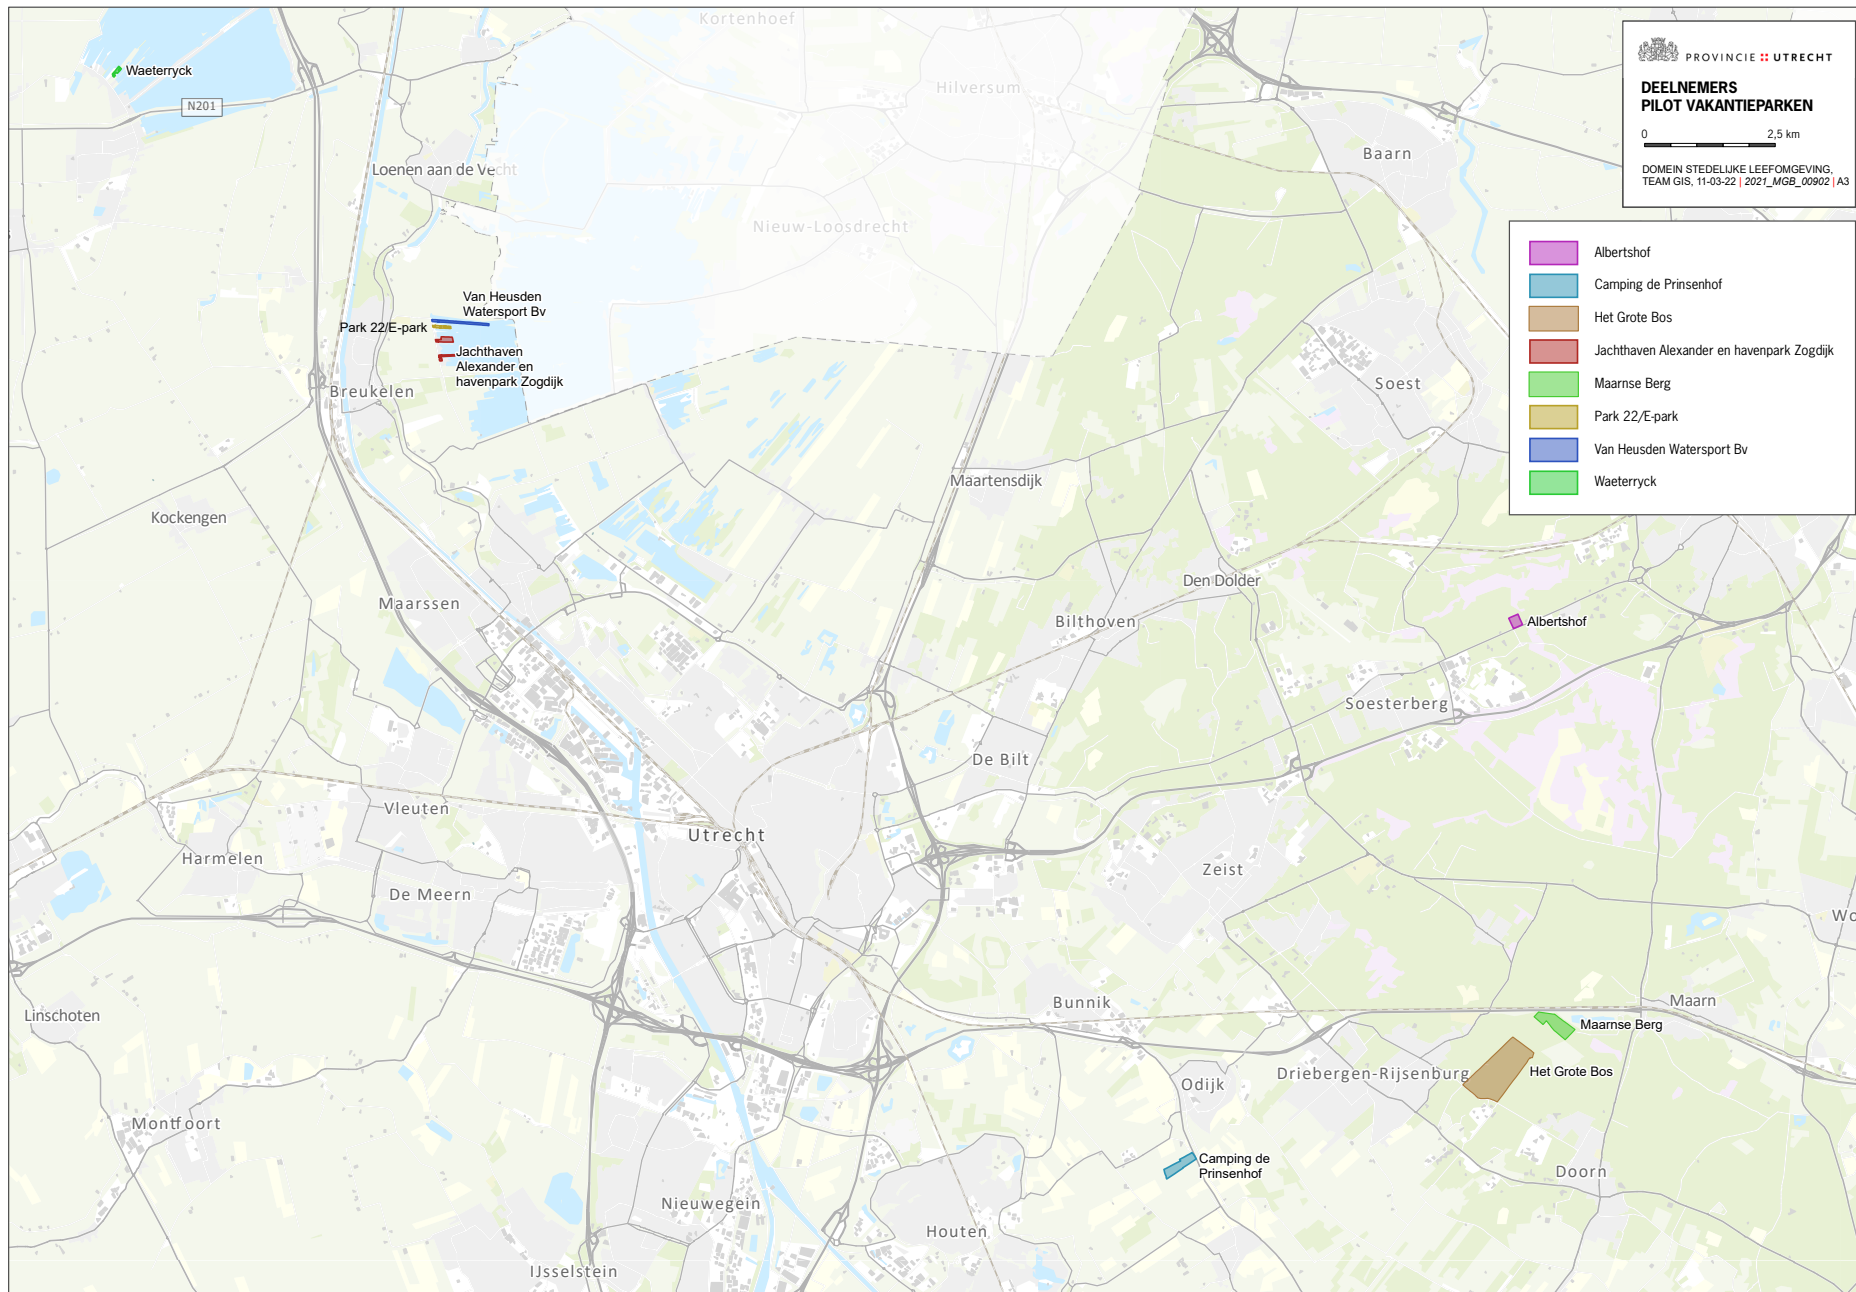 Kortenhoef
Waeterryck
N201
Hilversum
Baarn
Loenen aan de Vecht
Nieuw-Loosdrecht
Van Heusden
Watersport Bv
Park 22/E-park
Jachthaven
Alexander en
havenpark Zogdijk
Breukelen
Soest
Maartensdijk
Kockengen
Den Dolder
Maarssen
Bilthoven
Albertshof
Soesterberg
De Bilt
Vleuten
Utrecht
Harmelen
Zeist
De Meern
Wo
Linschoten
Bunnik
Maarn
Maarnse Berg
Driebergen-Rijsenburg
Het Grote Bos
Odijk
Montfoort
Camping de
Prinsenhof
Doorn
Nieuwegein
Houten
IJsselstein
PROVINCIE UTRECHT
DEELNEMERS
PILOT VAKANTIEPARKEN
0 2,5 km
DOMEIN STEDELIJKE LEEFOMGEVING,
TEAM GIS, 11-03-22 | 2021_MGB_00902 | A3
Albertshof
Camping de Prinsenhof
Het Grote Bos
Jachthaven Alexander en havenpark Zogdijk
Maarnse Berg
Park 22/E-park
Van Heusden Watersport Bv
Waeterryck